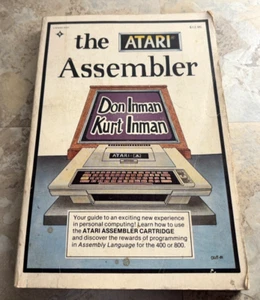 the ATARI®
Assembler
Don Inman
Kurt Inman
ATARI
Your guide to an exciting new experience
in personal computing! Learn how to use
the ATARI ASSEMBLER CARTRIDGE
and discover the rewards of programming
in Assembly Language for the 400 or 800.